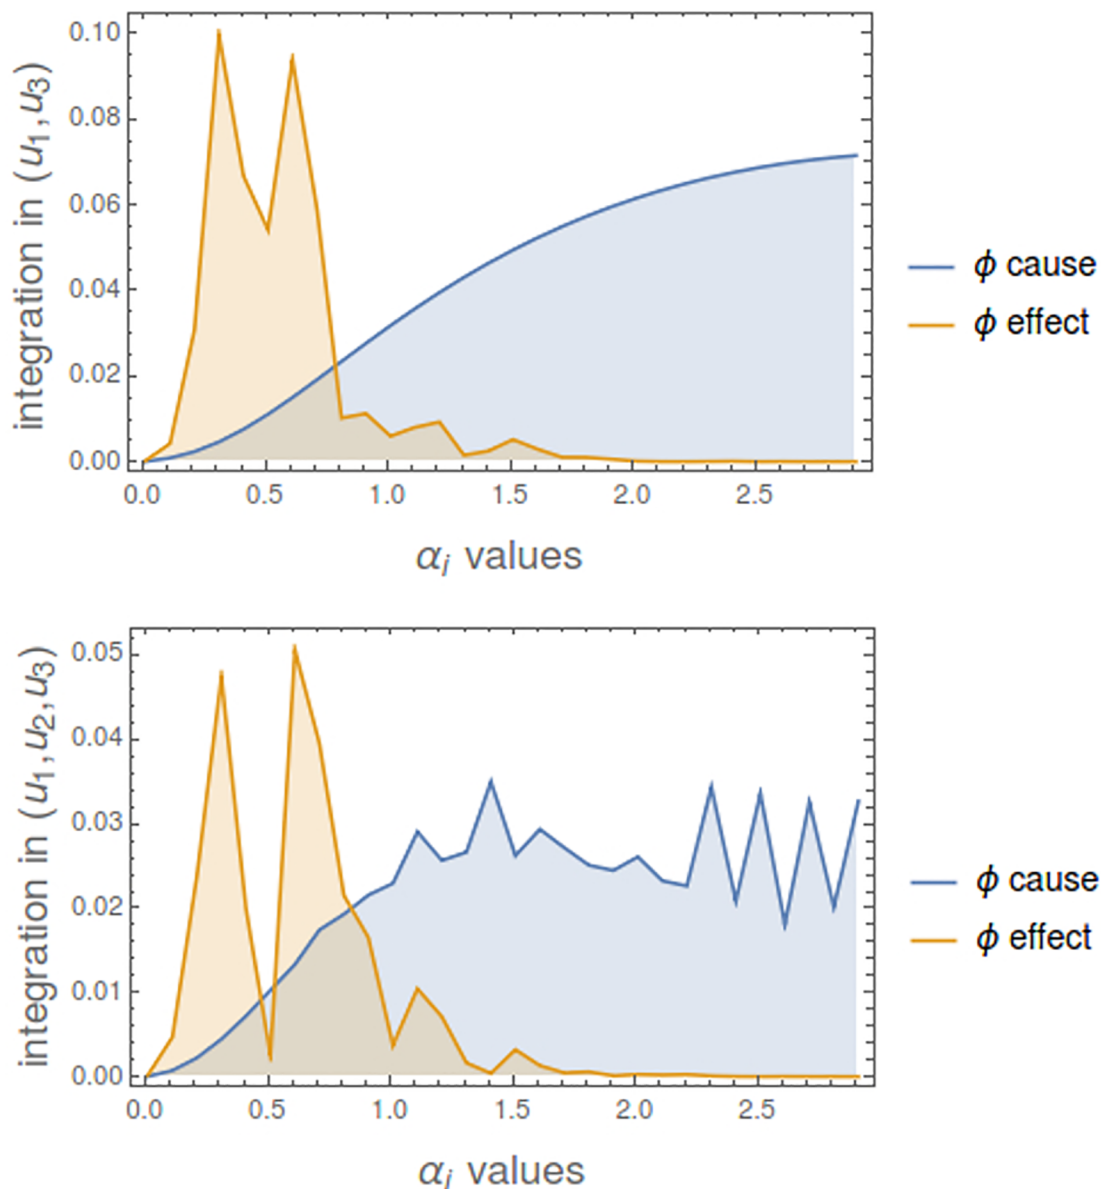 integration in (u₁,u₃)
0.10
0.08
0.06
0.04
0.02
0.00
0.0 0.5 1.0 1.5 2.0 2.5
αᵢ values
ϕ cause
ϕ effect
integration in (u₁,u₂,u₃)
0.05
0.04
0.03
0.02
0.01
0.00
0.0 0.5 1.0 1.5 2.0 2.5
αᵢ values
ϕ cause
ϕ effect